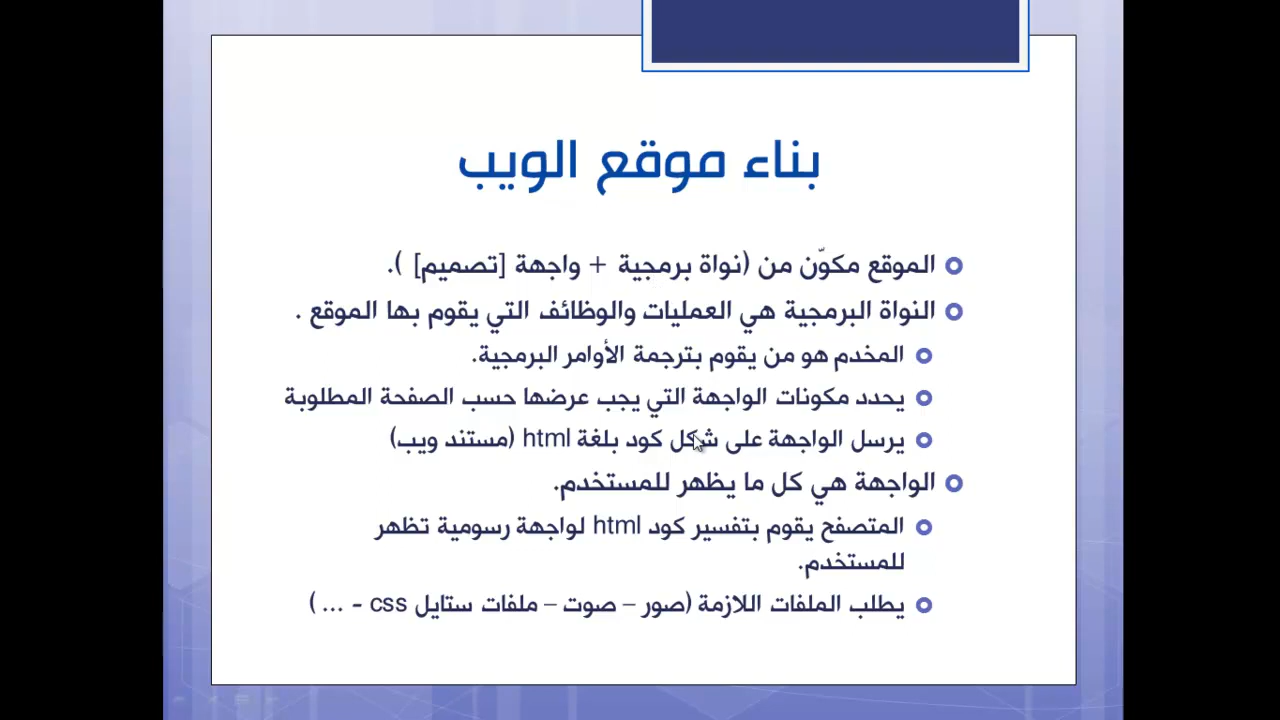 بناء موقع الويب
الموقع مكوّن من (نواة برمجية + واجهة [تصميم] ).
النواة البرمجية هي العمليات والوظائف التي يقوم بها الموقع .
المخدم هو من يقوم بترجمة الأوامر البرمجية.
يحدد مكونات الواجهة التي يجب عرضها حسب الصفحة المطلوبة
يرسل الواجهة على شكل كود بلغة html (مستند ويب)
الواجهة هي كل ما يظهر للمستخدم.
المتصفح يقوم بتفسير كود html لواجهة رسومية تظهر
للمستخدم.
يطلب الملفات اللازمة (صور – صوت – ملفات ستايل css - ... )